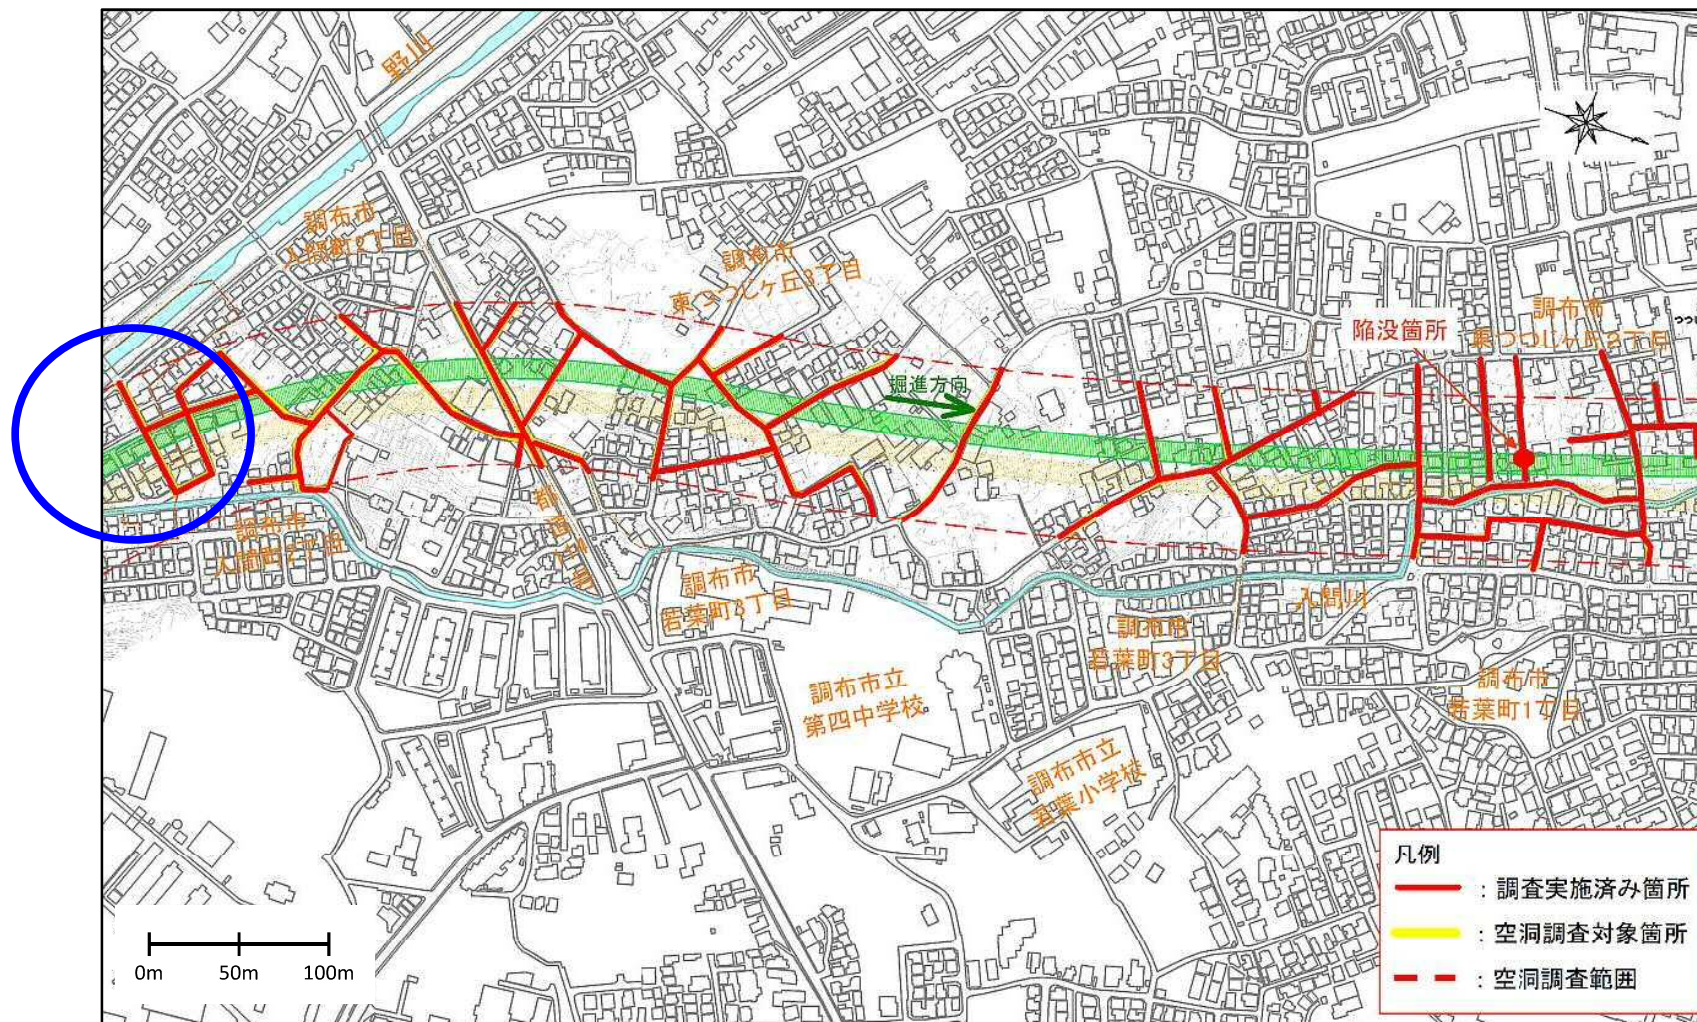 野川
調布市
入間町2丁目
調布市
東つつじケ丘3丁目
掘進方向
陥没箇所
調布市
東つつじケ丘2丁目
つつじ
調布市
入間町2丁目
調布市
若葉町3丁目
調布市立
第四中学校
入間川
調布市
若葉町3丁目
調布市
若葉町1丁目
調布市立
若葉小学校
凡例
:調査実施済み箇所
:空洞調査対象箇所
:空洞調査範囲
0m 50m 100m